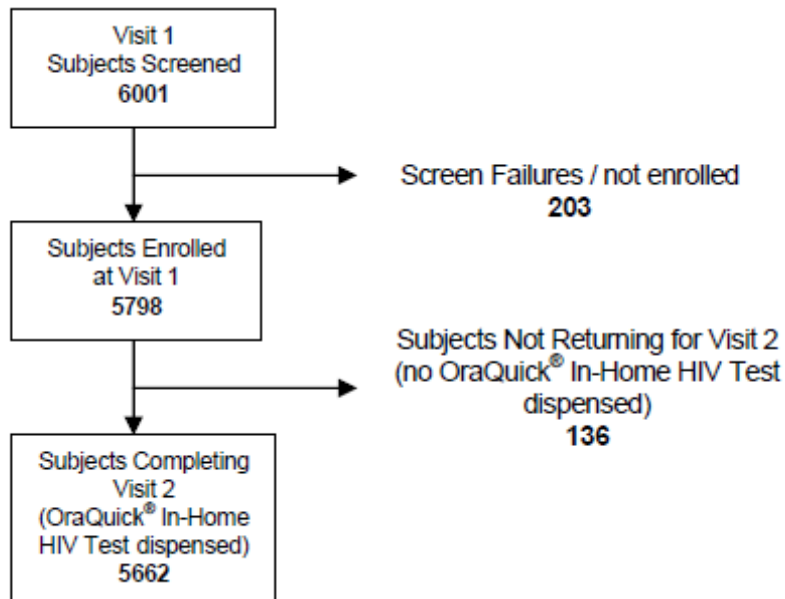 Visit 1
Subjects Screened
6001
Screen Failures / not enrolled
203
Subjects Enrolled
at Visit 1
5798
Subjects Not Returning for Visit 2
(no OraQuick® In-Home HIV Test
dispensed)
136
Subjects Completing
Visit 2
(OraQuick® In-Home
HIV Test dispensed)
5662